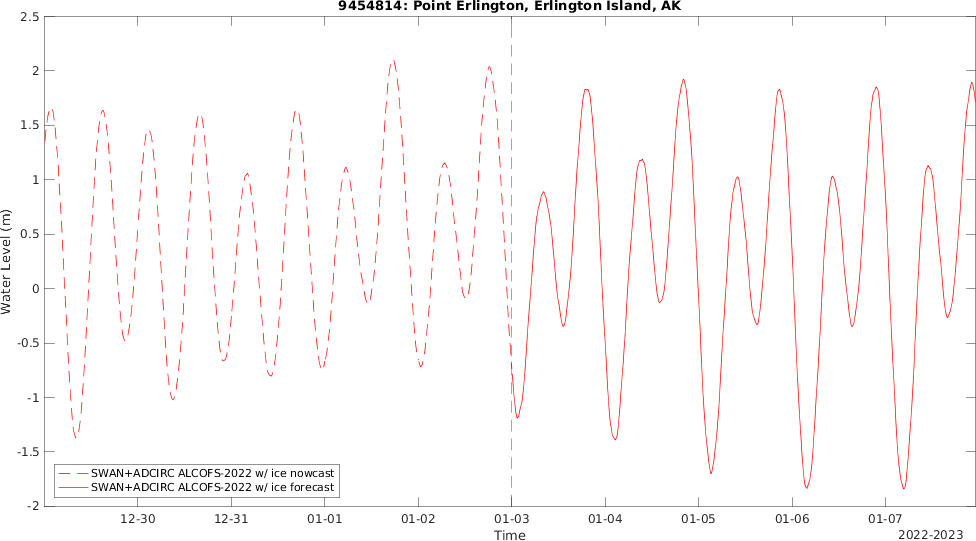 9454814: Point Erlington, Erlington Island, AK
Water Level (m)
2.5
2
1.5
1
0.5
0
-0.5
-1
-1.5
-2
SWAN+ADCIRC ALCOFS-2022 w/ ice nowcast
SWAN+ADCIRC ALCOFS-2022 w/ ice forecast
12-30 12-31 01-01 01-02 01-03 01-04 01-05 01-06 01-07
Time
2022-2023